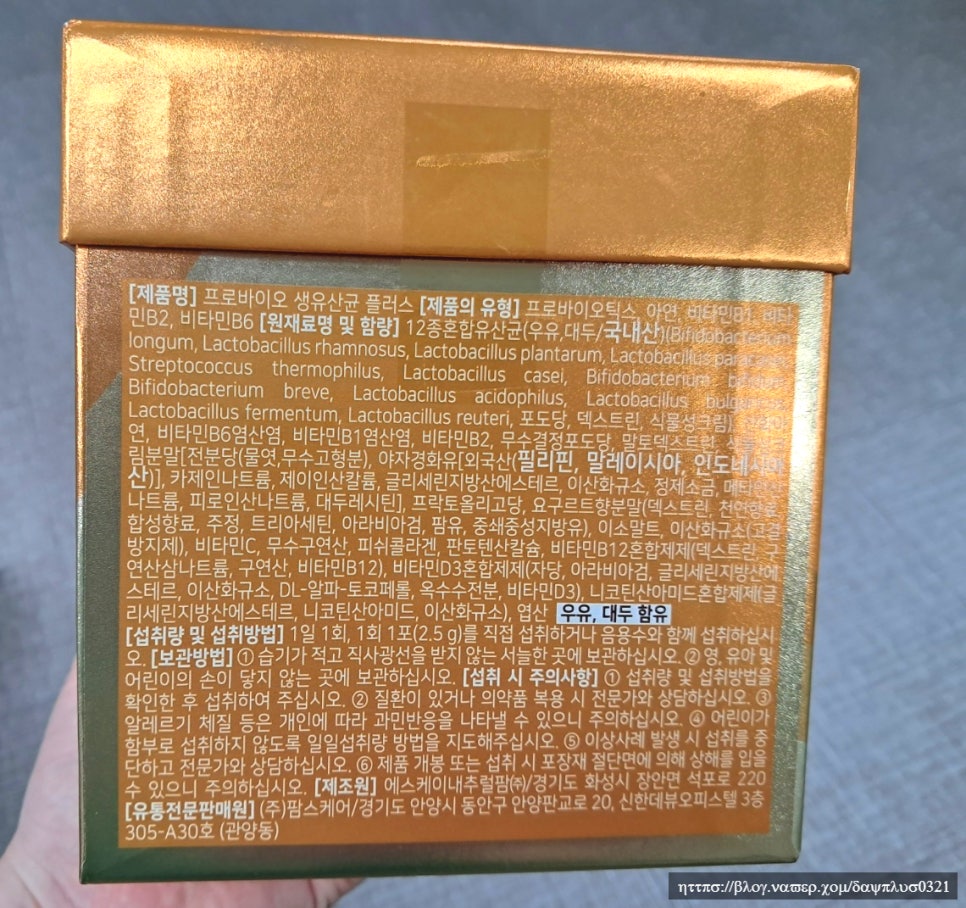 [제품명] 프로바이오 생유산균 플러스 [제품의 유형] 프로바이오틱스, 아연, 비타민B1, 비타
민B2, 비타민B6 [원재료명 및 함량] 12종혼합유산균(우유,대두/국내산)(Bifidobacterium
longum, Lactobacillus rhamnosus, Lactobacillus plantarum, Lactobacillus paracasei,
Streptococcus thermophilus, Lactobacillus casei, Bifidobacterium bifidum,
Bifidobacterium breve, Lactobacillus acidophilus, Lactobacillus bulgaricus,
Lactobacillus fermentum, Lactobacillus reuteri, 포도당, 덱스트린, 식물성크림),
연, 비타민B6염산염, 비타민B1염산염, 비타민B2, 무수결정포도당, 말토덱스트린,
림분말[전분당(물엿,무수고형분), 야자경화유[외국산(필리핀, 말레이시아, 인도네시아
산)], 카제인나트륨, 제이인산칼륨, 글리세린지방산에스테르, 이산화규소, 정제소금, 메타인산
나트륨, 피로인산나트륨, 대두레시틴], 프락토올리고당, 요구르트향분말(덱스트린, 천연향료,
합성향료, 주정, 트리아세틴, 아라비아검, 팜유, 중쇄중성지방유), 이소말트, 이산화규소(고결
방지제), 비타민C, 무수구연산, 피쉬콜라겐, 판토텐산칼슘, 비타민B12혼합제제(덱스트린, 구
연산삼나트륨, 구연산, 비타민B12), 비타민D3혼합제제(자당, 아라비아검, 글리세린지방산에
스테르, 이산화규소, DL-알파-토코페롤, 옥수수전분, 비타민D3), 니코틴산아미드혼합제제(글
리세린지방산에스테르, 니코틴산아미드, 이산화규소), 엽산 우유, 대두 함유
[섭취량 및 섭취방법] 1일 1회, 1회 1포(2.5 g)를 직접 섭취하거나 음용수와 함께 섭취하십시
오. [보관방법] ① 습기가 적고 직사광선을 받지 않는 서늘한 곳에 보관하십시오. ② 영, 유아 및
어린이의 손이 닿지 않는 곳에 보관하십시오. [섭취 시 주의사항] ① 섭취량 및 섭취방법을
확인한 후 섭취하여 주십시오. ② 질환이 있거나 의약품 복용 시 전문가와 상담하십시오. ③
알레르기 체질 등은 개인에 따라 과민반응을 나타낼 수 있으니 주의하십시오. ④ 어린이가
함부로 섭취하지 않도록 일일섭취량 방법을 지도해주십시오. ⑤ 이상사례 발생 시 섭취를 중
단하고 전문가와 상담하십시오. ⑥ 제품 개봉 또는 섭취 시 포장재 절단면에 의해 상해를 입을
수 있으니 주의하십시오. [제조원] 에스케이내추럴팜㈜/경기도 화성시 장안면 석포로 220
[유통전문판매원] (주)팜스케어/경기도 안양시 동안구 안양판교로 20, 신한데뷰오피스텔 3층
305-A30호 (관양동)
ηττπσ://βλογ.ναπερ.χομ/δαψπλυσ0321